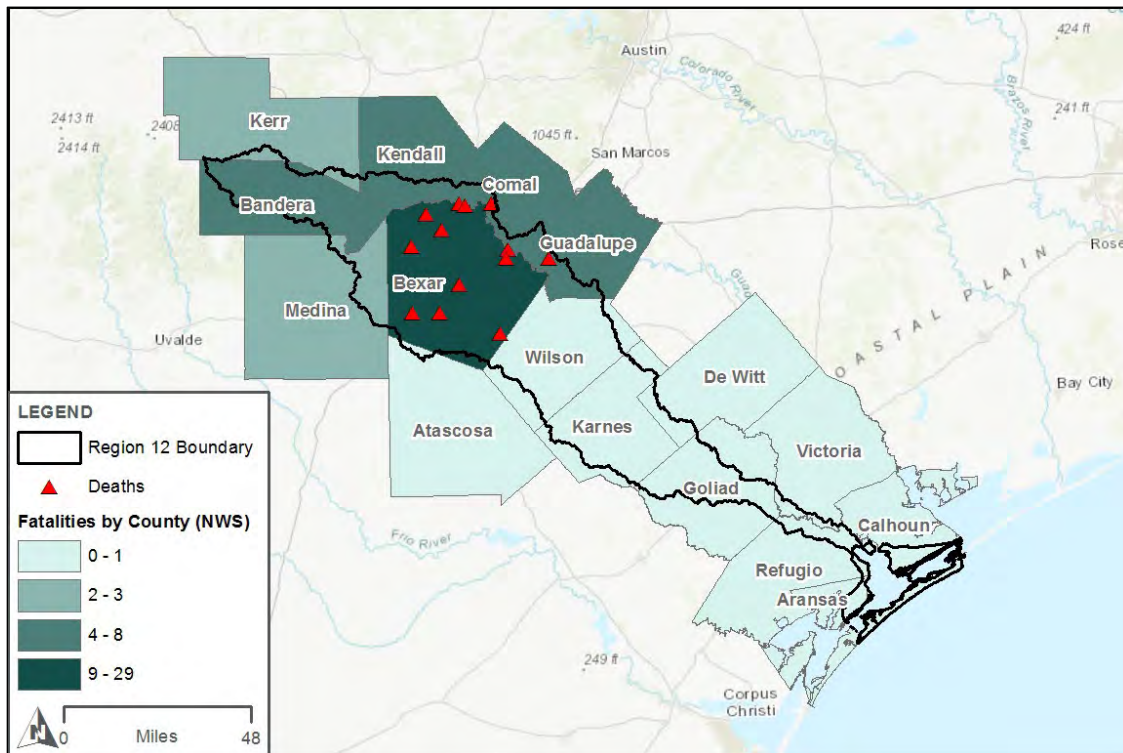 424 ft
Austin
Colorado River
Brazos River
2413 ft
2408
2414 ft
Kerr
241 ft
1045 ft
San Marcos
Kendall
Comal
Bandera
Guadalupe
Rose
Guad
Bexar
COASTAL PLAIN
Medina
Uvalde
Wilson
De Witt
Bay City
Atascosa
Karnes
Victoria
Goliad
Calhoun
Frio River
Refugio
Aransas
249 ft
Corpus
Christi
LEGEND
Region 12 Boundary
Deaths
Fatalities by County (NWS)
0 - 1
2 - 3
4 - 8
9 - 29
N
0 Miles 48